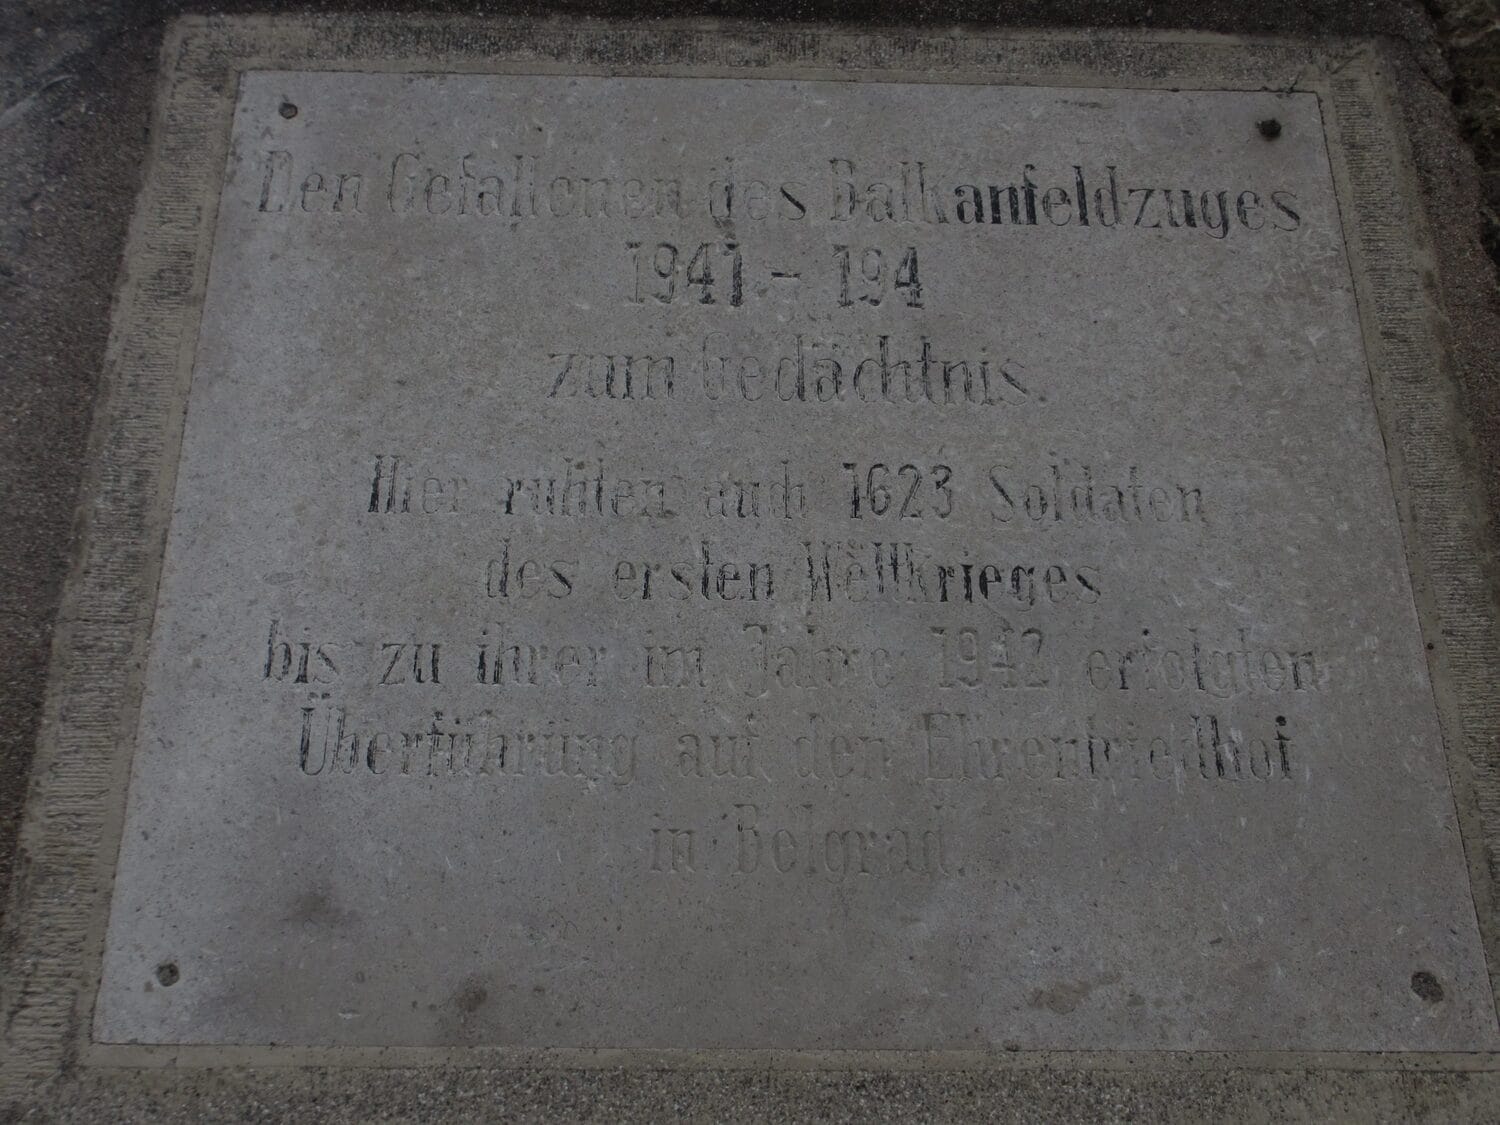 Den Gefallenen des Balkanfeldzuges
1941 - 194
zum Gedächtnis.
Hier ruhten auch 1623 Soldaten
des ersten Weltkrieges
bis zu ihrer im Jahre 1942 erfolgten
Überführung auf den Ehrenfriedhof
in Belgrad.